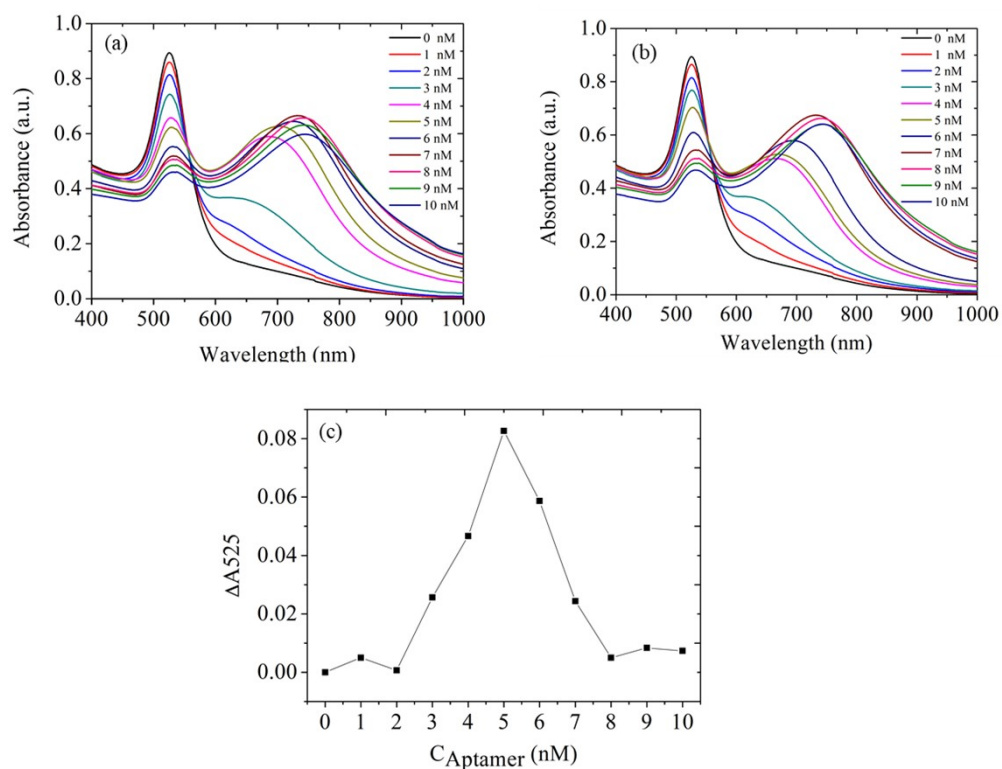 (a)
1.0
0.8
0.6
0.4
0.2
0.0
Absorbance (a.u.)
0 nM
1 nM
2 nM
3 nM
4 nM
5 nM
6 nM
7 nM
8 nM
9 nM
10 nM
400 500 600 700 800 900 1000
Wavelength (nm)
(b)
1.0
0.8
0.6
0.4
0.2
0.0
Absorbance (a.u.)
0 nM
1 nM
2 nM
3 nM
4 nM
5 nM
6 nM
7 nM
8 nM
9 nM
10 nM
400 500 600 700 800 900 1000
Wavelength (nm)
(c)
0.08
0.06
0.04
0.02
0.00
ΔA525
0 1 2 3 4 5 6 7 8 9 10
CAptamer (nM)